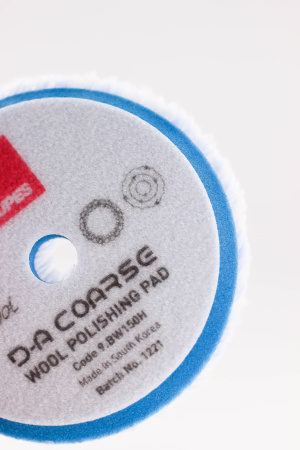 D-A COARSE
WOOL POLISHING PAD
Code 9.BW150H
Made in South Korea
Batch No. 1221